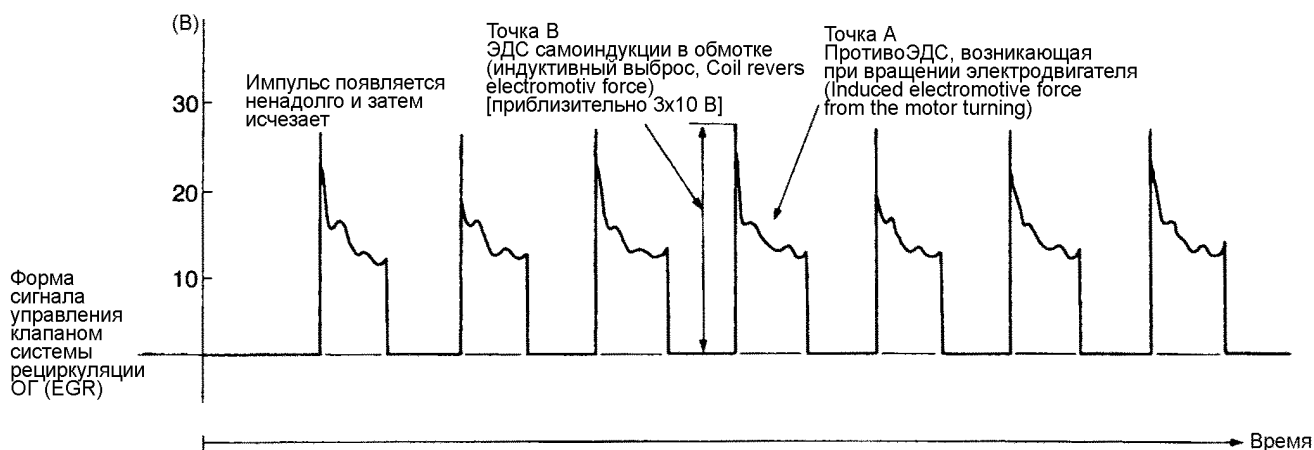 (В)
Точка В
ЭДС самоиндукции в обмотке
(индуктивный выброс, Coil revers
electromotiv force)
[приблизительно 3x10 В]
Точка А
ПротивоЭДС, возникающая
при вращении электродвигателя
(Induced electromotive force
from the motor turning)
Импульс появляется
ненадолго и затем
исчезает
30
20
10
Форма
сигнала
управления
клапаном
системы
рециркуляции
ОГ (EGR)
Время